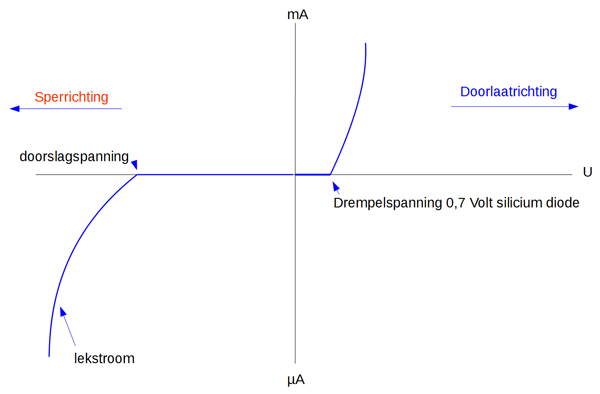 mA
Sperrichting
Doorlaatrichting
doorslagspanning
U
Drempelspanning 0,7 Volt silicium diode
lekstroom
µA